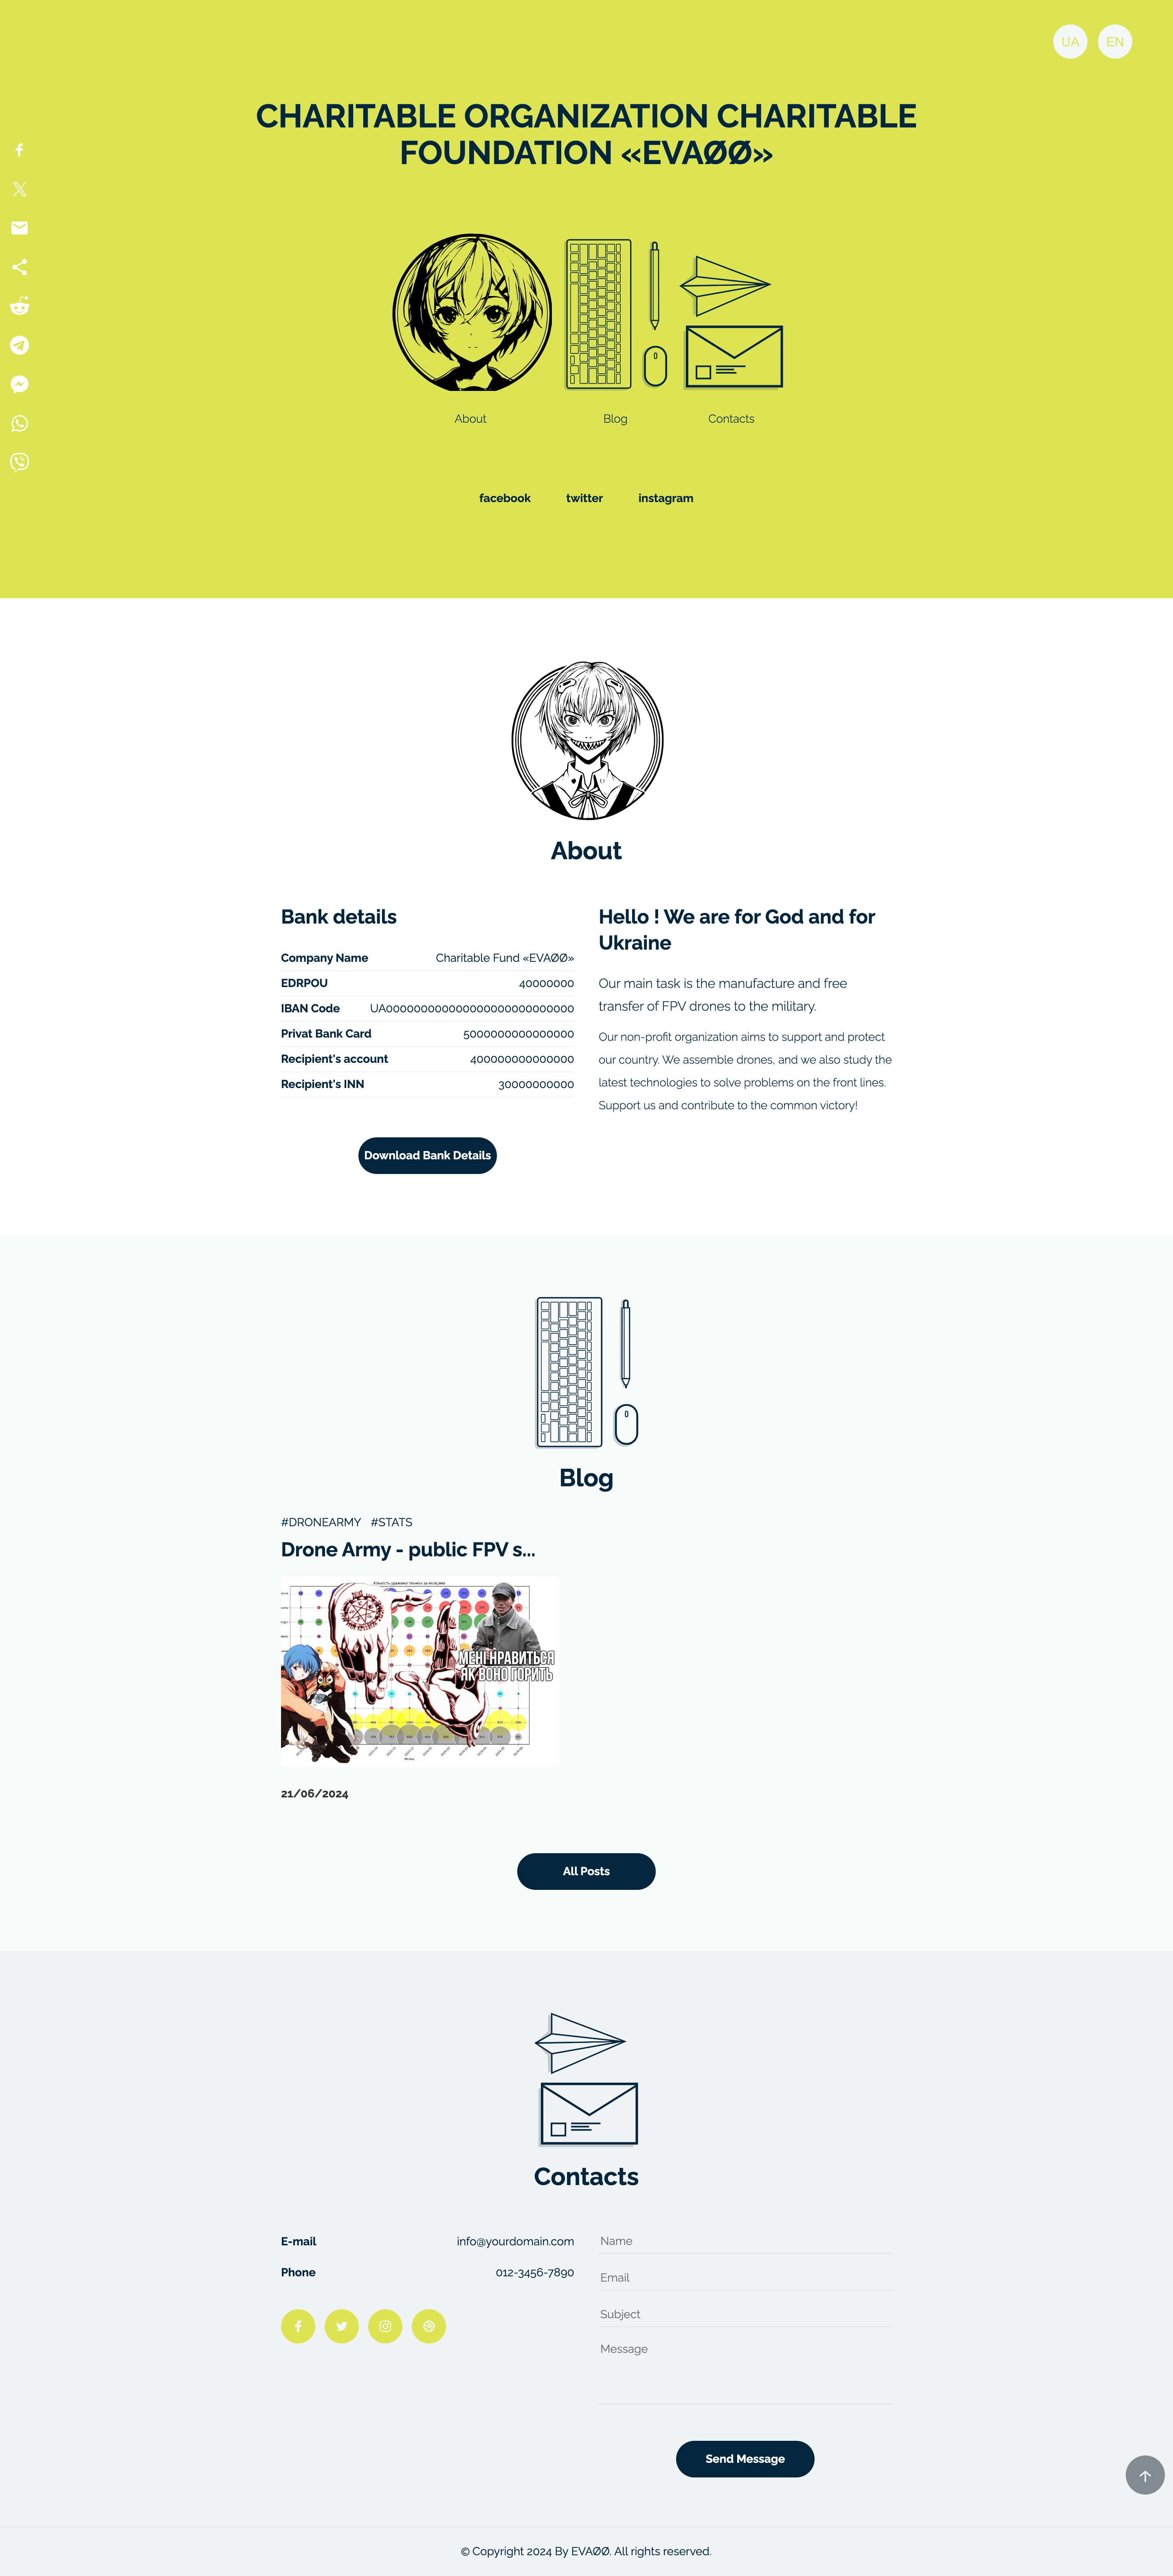 UA EN
CHARITABLE ORGANIZATION CHARITABLE
FOUNDATION «EVAØØ»
About
Blog
Contacts
facebook twitter instagram
About
Bank details
Company Name Charitable Fund «EVAØØ»
EDRPOU 40000000
IBAN Code UA000000000000000000000000000
Privat Bank Card 5000000000000000
Recipient's account 400000000000000
Recipient's INN 30000000000
Download Bank Details
Hello ! We are for God and for
Ukraine
Our main task is the manufacture and free
transfer of FPV drones to the military.
Our non-profit organization aims to support and protect
our country. We assemble drones, and we also study the
latest technologies to solve problems on the front lines.
Support us and contribute to the common victory!
Blog
#DRONEARMY #STATS
Drone Army - public FPV s...
МЕНІ НРАВИТЬСЯ
ЯК ВОНО ГОРИТЬ
21/06/2024
All Posts
Contacts
E-mail info@yourdomain.com
Phone 012-3456-7890
Name
Email
Subject
Message
Send Message
© Copyright 2024 By EVAØØ. All rights reserved.